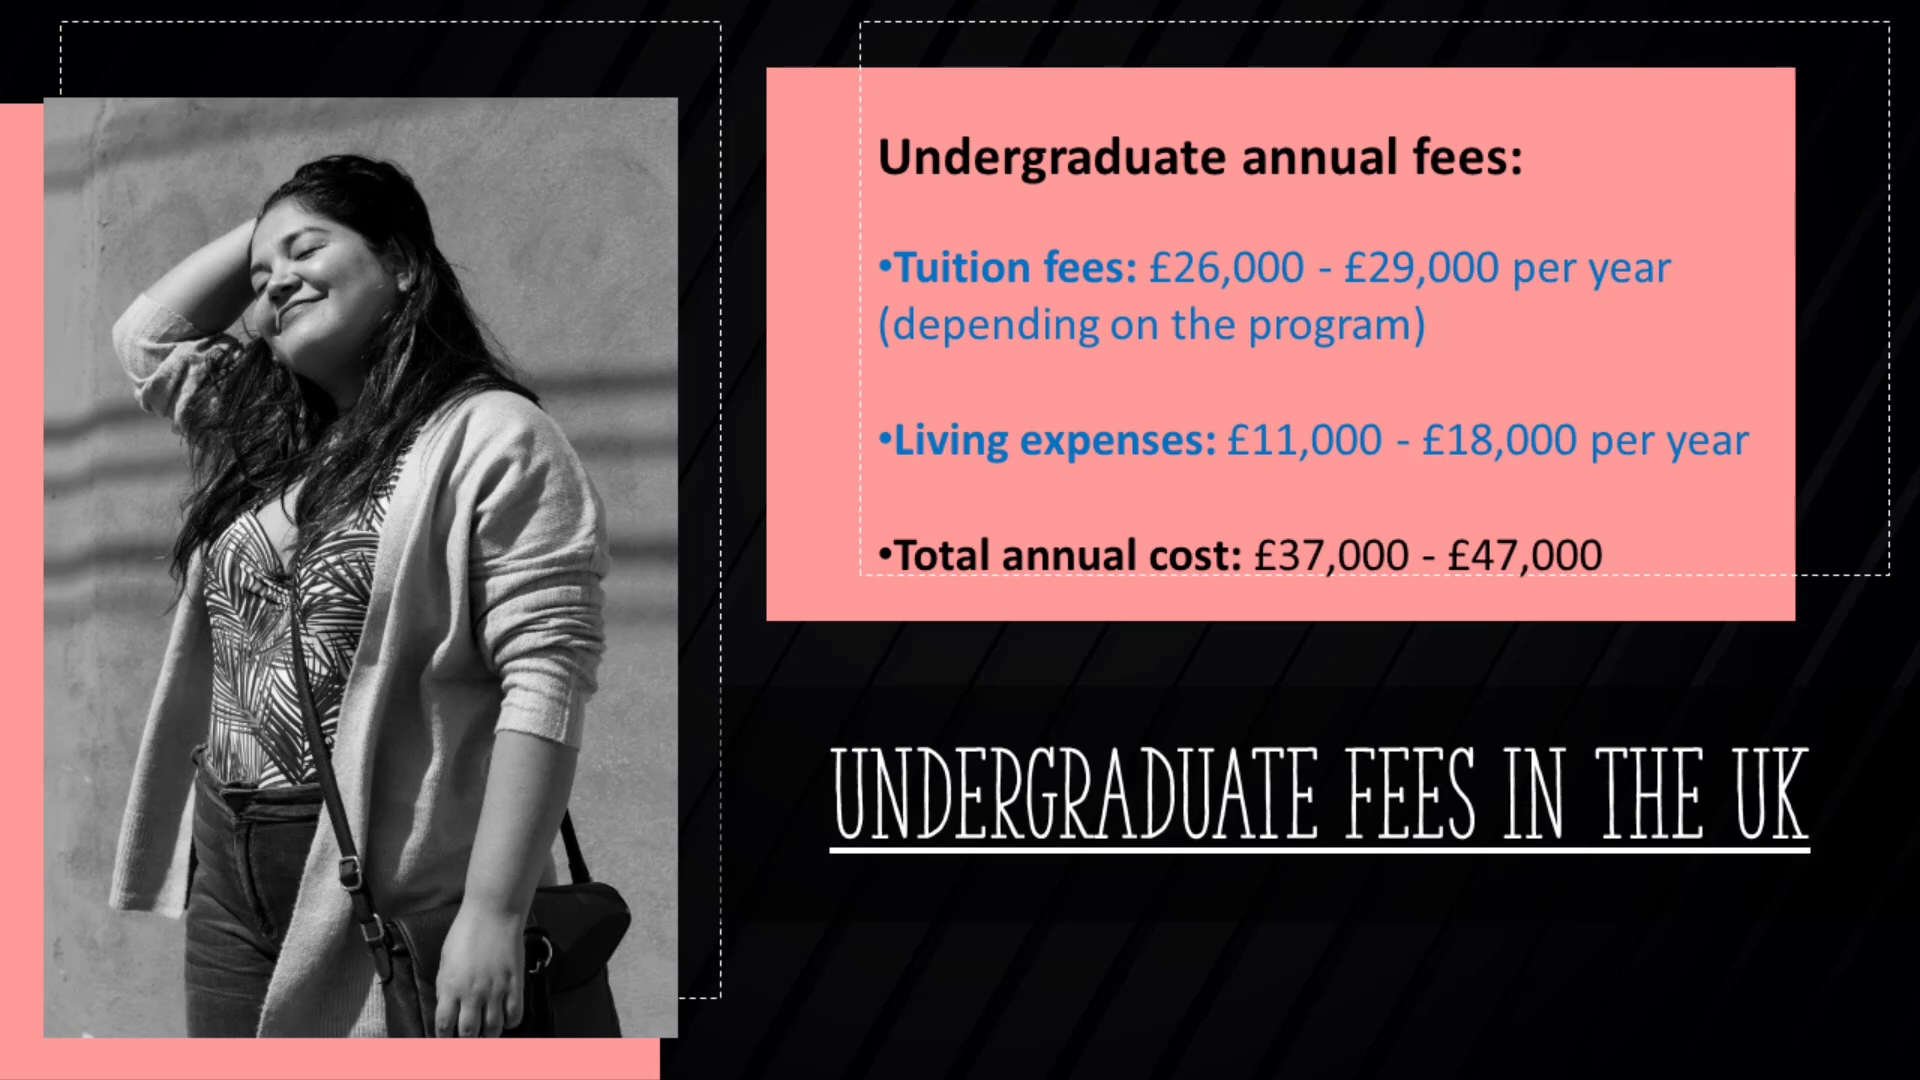 Undergraduate annual fees:
•Tuition fees: £26,000 - £29,000 per year
(depending on the program)
•Living expenses: £11,000 - £18,000 per year
•Total annual cost: £37,000 - £47,000
UNDERGRADUATE FEES IN THE UK